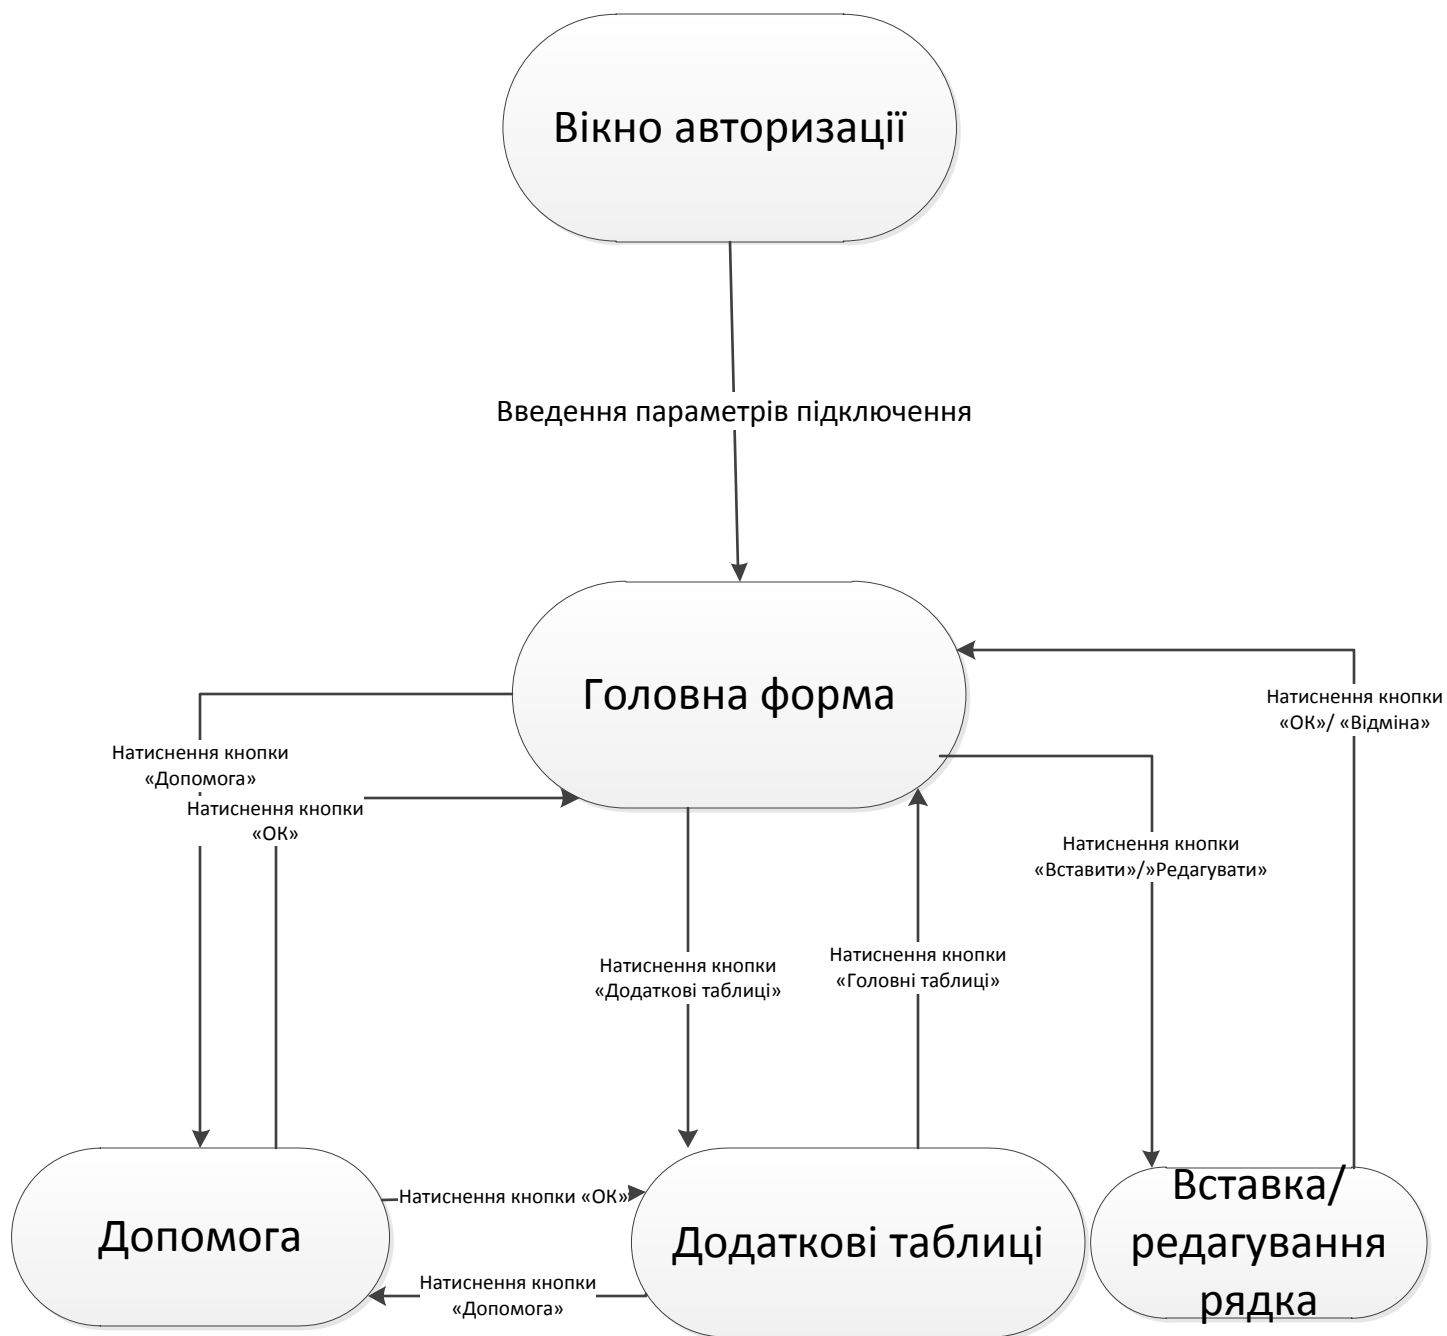 Вікно авторизації
Введення параметрів підключення
Головна форма
Натиснення кнопки
«ОК»/ «Відміна»
Натиснення кнопки
«Допомога»
Натиснення кнопки
«ОК»
Натиснення кнопки
«Вставити»/»Редагувати»
Натиснення кнопки
«Додаткові таблиці»
Натиснення кнопки
«Головні таблиці»
Допомога
Натиснення кнопки «ОК»
Натиснення кнопки
«Допомога»
Додаткові таблиці
Вставка/
редагування
рядка